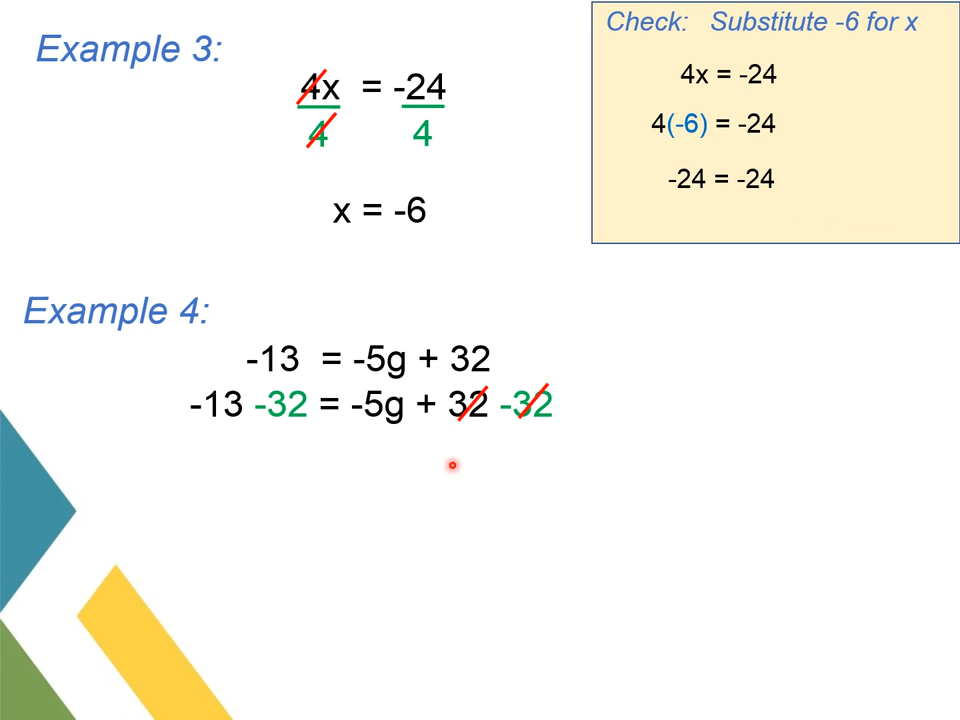 Example 3:
4x = -24
4 4
x = -6
Check: Substitute -6 for x
4x = -24
4(-6) = -24
-24 = -24
Example 4:
-13 = -5g + 32
-13 -32 = -5g + 32 -32